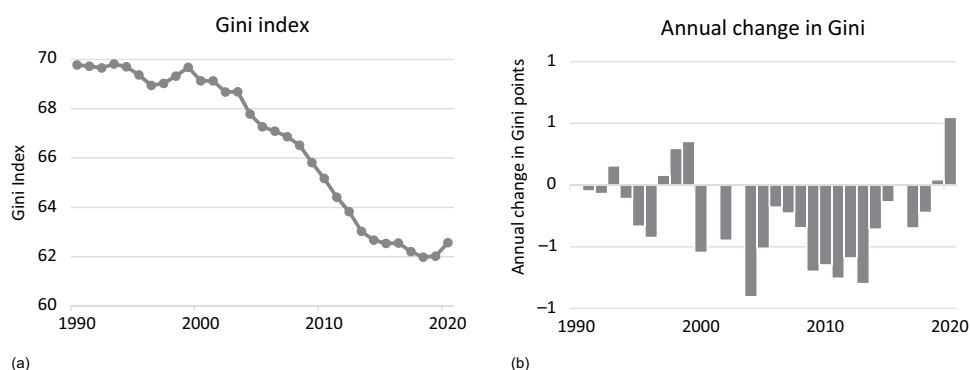 Gini index
Gini Index
70
68
66
64
62
60
1990 2000 2010 2020
(a)
Annual change in Gini
Annual change in Gini points
1
1
0
−1
−1
1990 2000 2010 2020
(b)